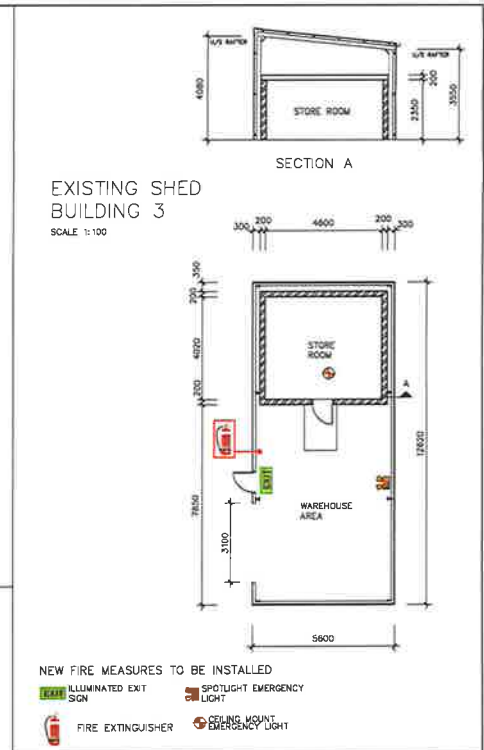 U/S RAFTER
U/S RAFTER
4080
200
2350
3550
STORE ROOM
SECTION A
EXISTING SHED
BUILDING 3
SCALE 1:100
300 200 4600 200 300
350
200
4020
200
7850
STORE
ROOM
A
12620
EXIT
WAREHOUSE
AREA
3100
5600
NEW FIRE MEASURES TO BE INSTALLED
EXIT ILLUMINATED EXIT
SIGN
SPOTLIGHT EMERGENCY
LIGHT
FIRE EXTINGUISHER
CEILING MOUNT
EMERGENCY LIGHT